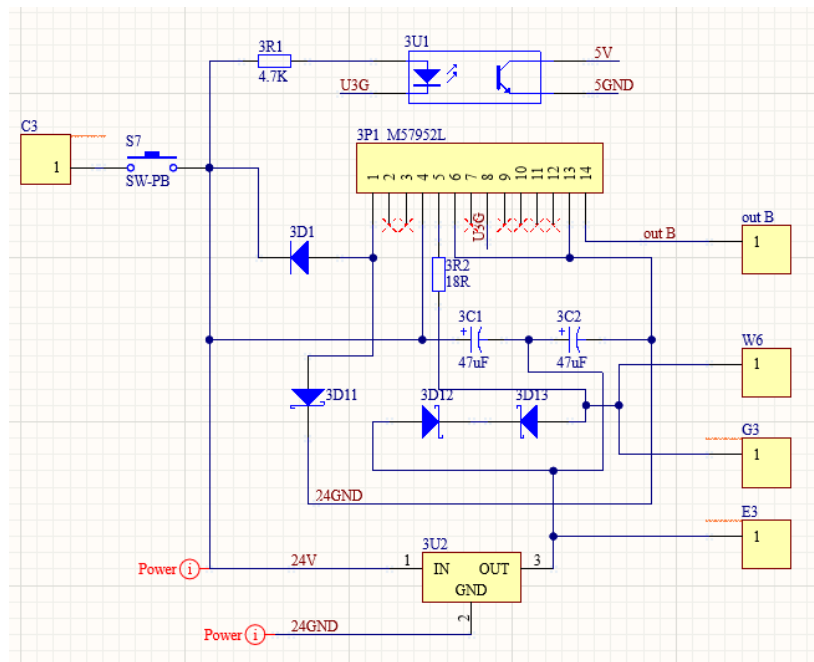 3R1
4.7K
U3G
3U1
5V
5GND
C3
1
S7
SW-PB
3P1 M57952L
1 2 3 4 5 6 7 8 9 10 11 12 13 14
U3G
out B
out B
1
3D1
3R2
18R
3C1
+
47uF
3C2
+
47uF
W6
1
3D11
3D12
3D13
G3
1
24GND
E3
1
3U2
Power i
24V
1
IN OUT
GND
3
2
Power i
24GND